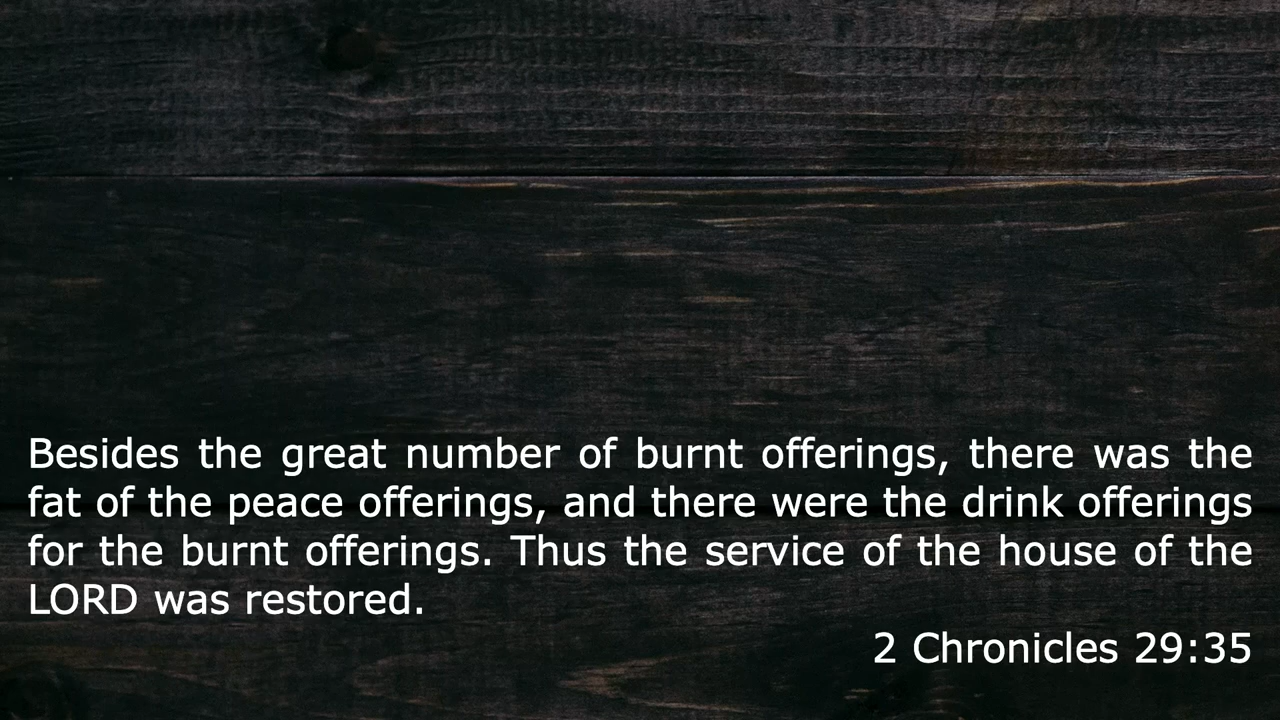 Besides the great number of burnt offerings, there was the
fat of the peace offerings, and there were the drink offerings
for the burnt offerings. Thus the service of the house of the
LORD was restored.
2 Chronicles 29:35